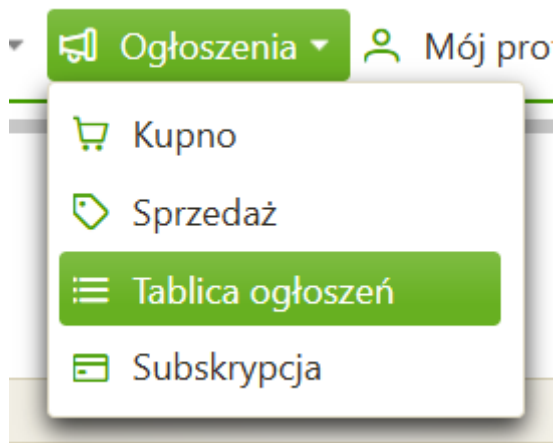 Ogłoszenia
Mój pro
Kupno
Sprzedaż
Tablica ogłoszeń
Subskrypcja